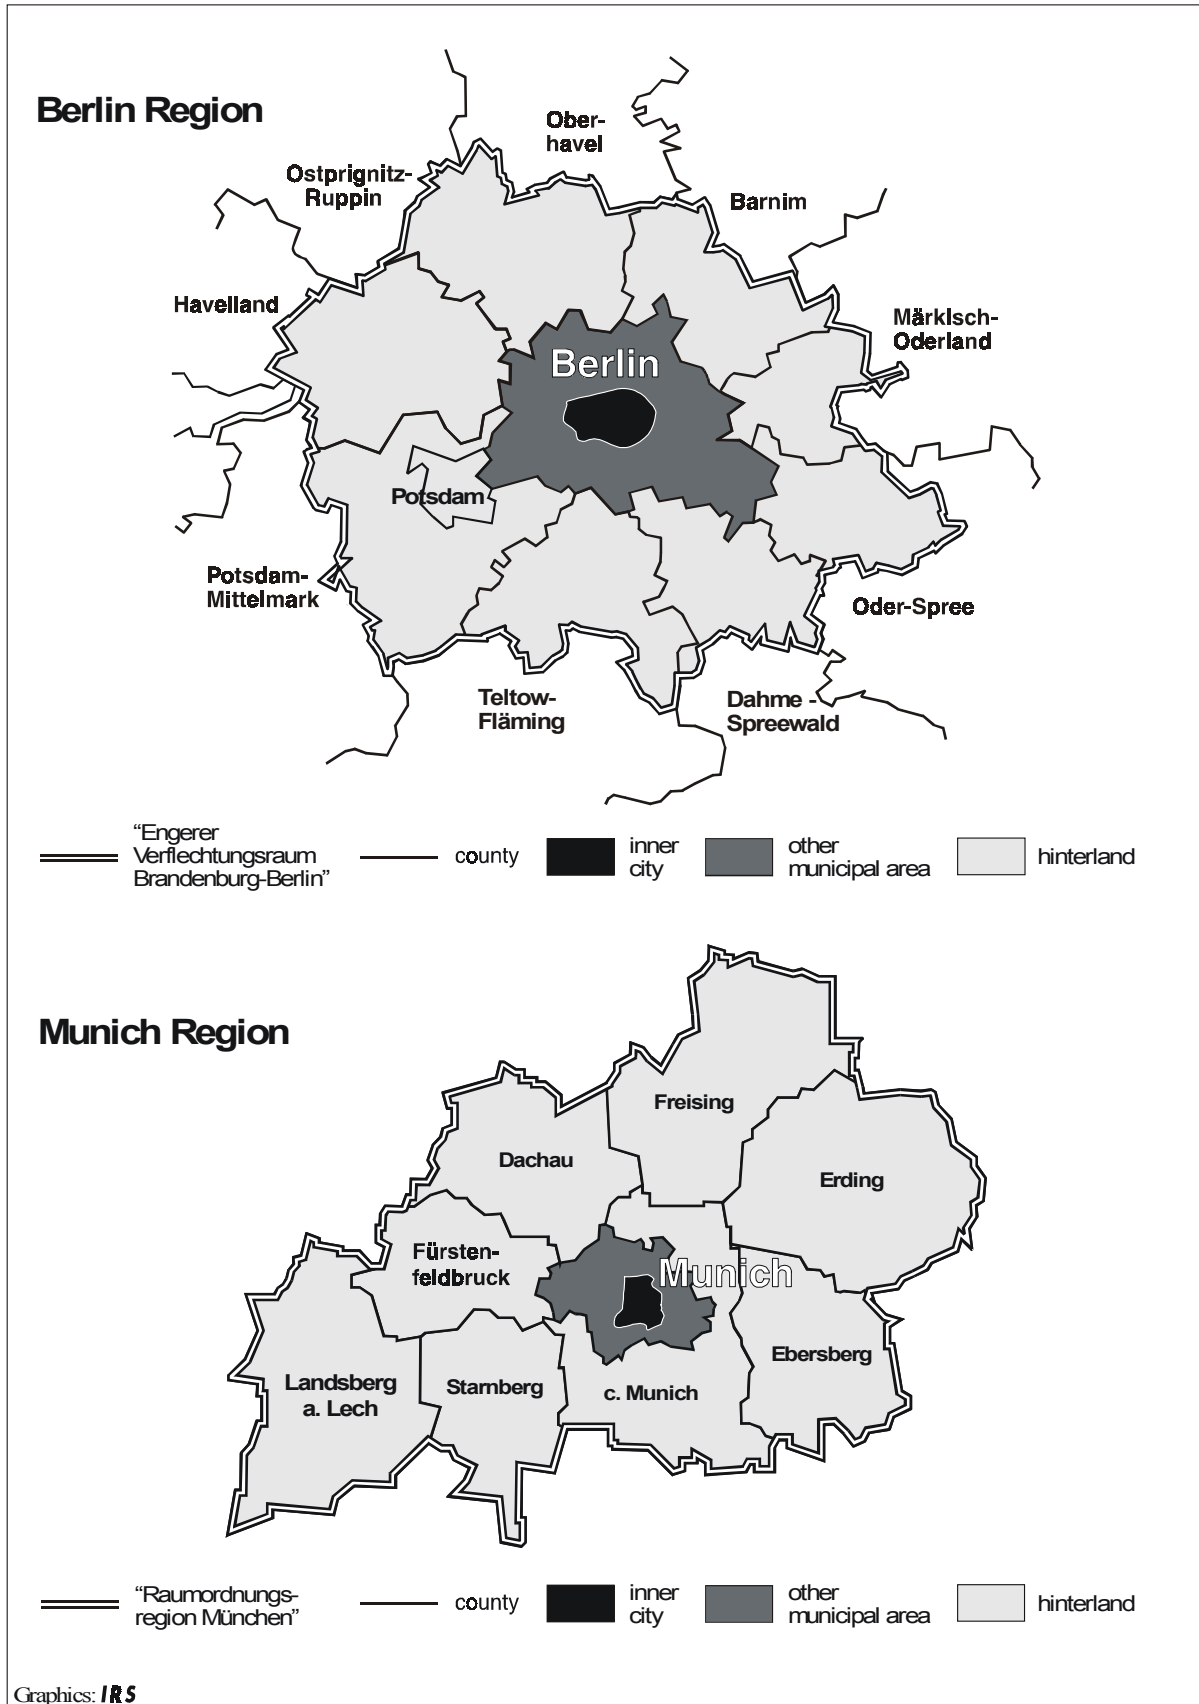 Berlin Region
Ober-
havel
Ostprignitz-
Ruppin
Barnim
Havelland
Märkisch-
Oderland
Berlin
Potsdam
Potsdam-
Mittelmark
Oder-Spree
Teltow-
Fläming
Dahme -
Spreewald
“Engerer
Verflechtungsraum
Brandenburg-Berlin”
county
inner
city
other
municipal area
hinterland
Munich Region
Freising
Dachau
Erding
Fürsten-
feldbruck
Munich
Ebersberg
Landsberg
a. Lech
Starnberg
c. Munich
“Raumordnungs-
region München”
county
inner
city
other
municipal area
hinterland
Graphics: IRS